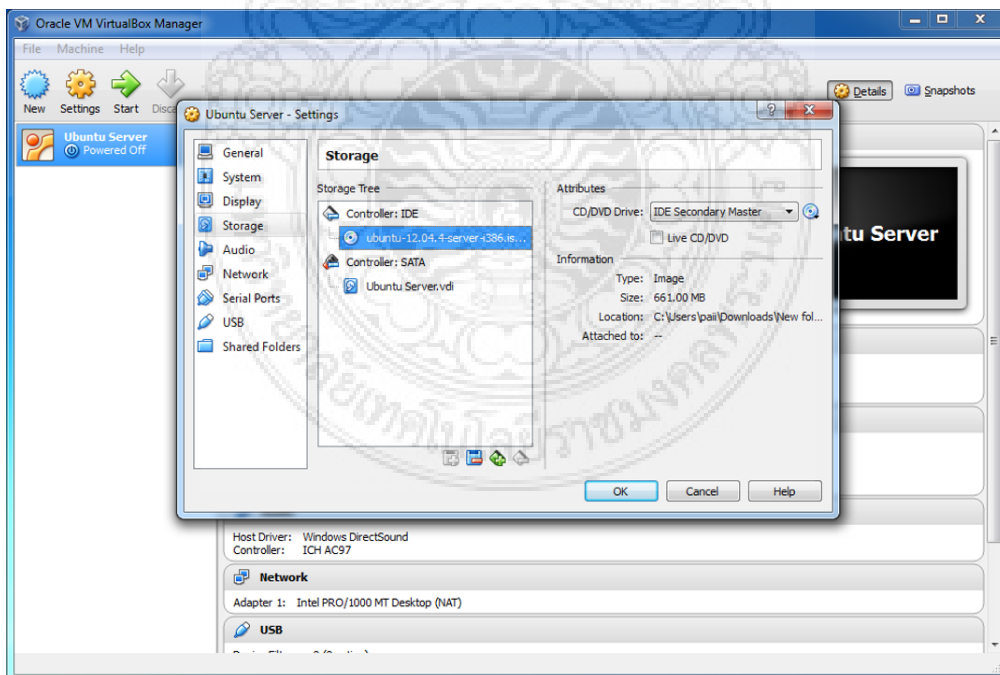 Oracle VM VirtualBox Manager
File Machine Help
New Settings Start Disca
Details Snapshots
Ubuntu Server
Powered Off
Ubuntu Server - Settings
General
System
Display
Storage
Audio
Network
Serial Ports
USB
Shared Folders
Storage
Storage Tree
Controller: IDE
ubuntu-12.04.4-server-i386.is...
Controller: SATA
Ubuntu Server.vdi
Attributes
CD/DVD Drive: IDE Secondary Master
Live CD/DVD
Information
Type: Image
Size: 661.00 MB
Location: C:\Users\paii\Downloads\New fol...
Attached to: --
OK Cancel Help
tu Server
Host Driver: Windows DirectSound
Controller: ICH AC97
Network
Adapter 1: Intel PRO/1000 MT Desktop (NAT)
USB